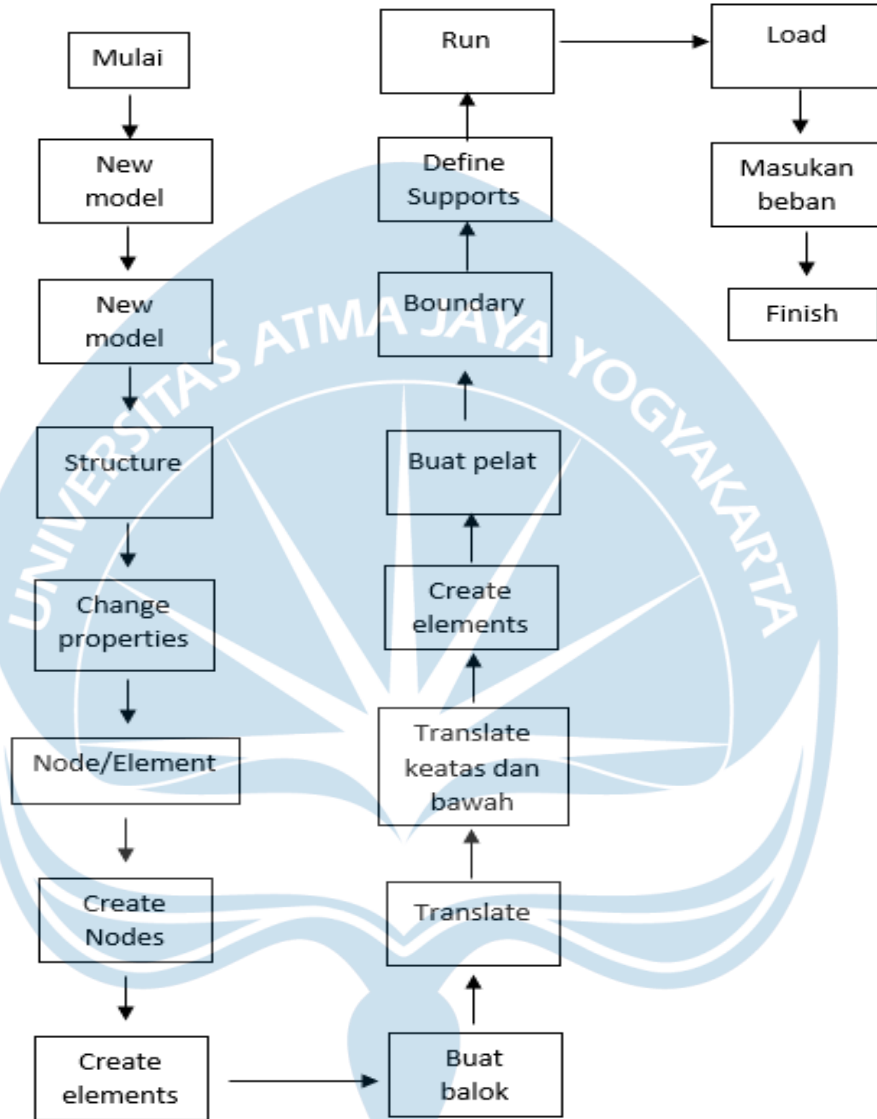 Mulai
New
model
New
model
Structure
Change
properties
Node/Element
Create
Nodes
Create
elements
Buat
balok
Translate
Translate
keatas dan
bawah
Create
elements
Buat pelat
Boundary
Define
Supports
Run
Load
Masukan
beban
Finish
UNIVERSITAS ATMA JAYA YOGYAKARTA